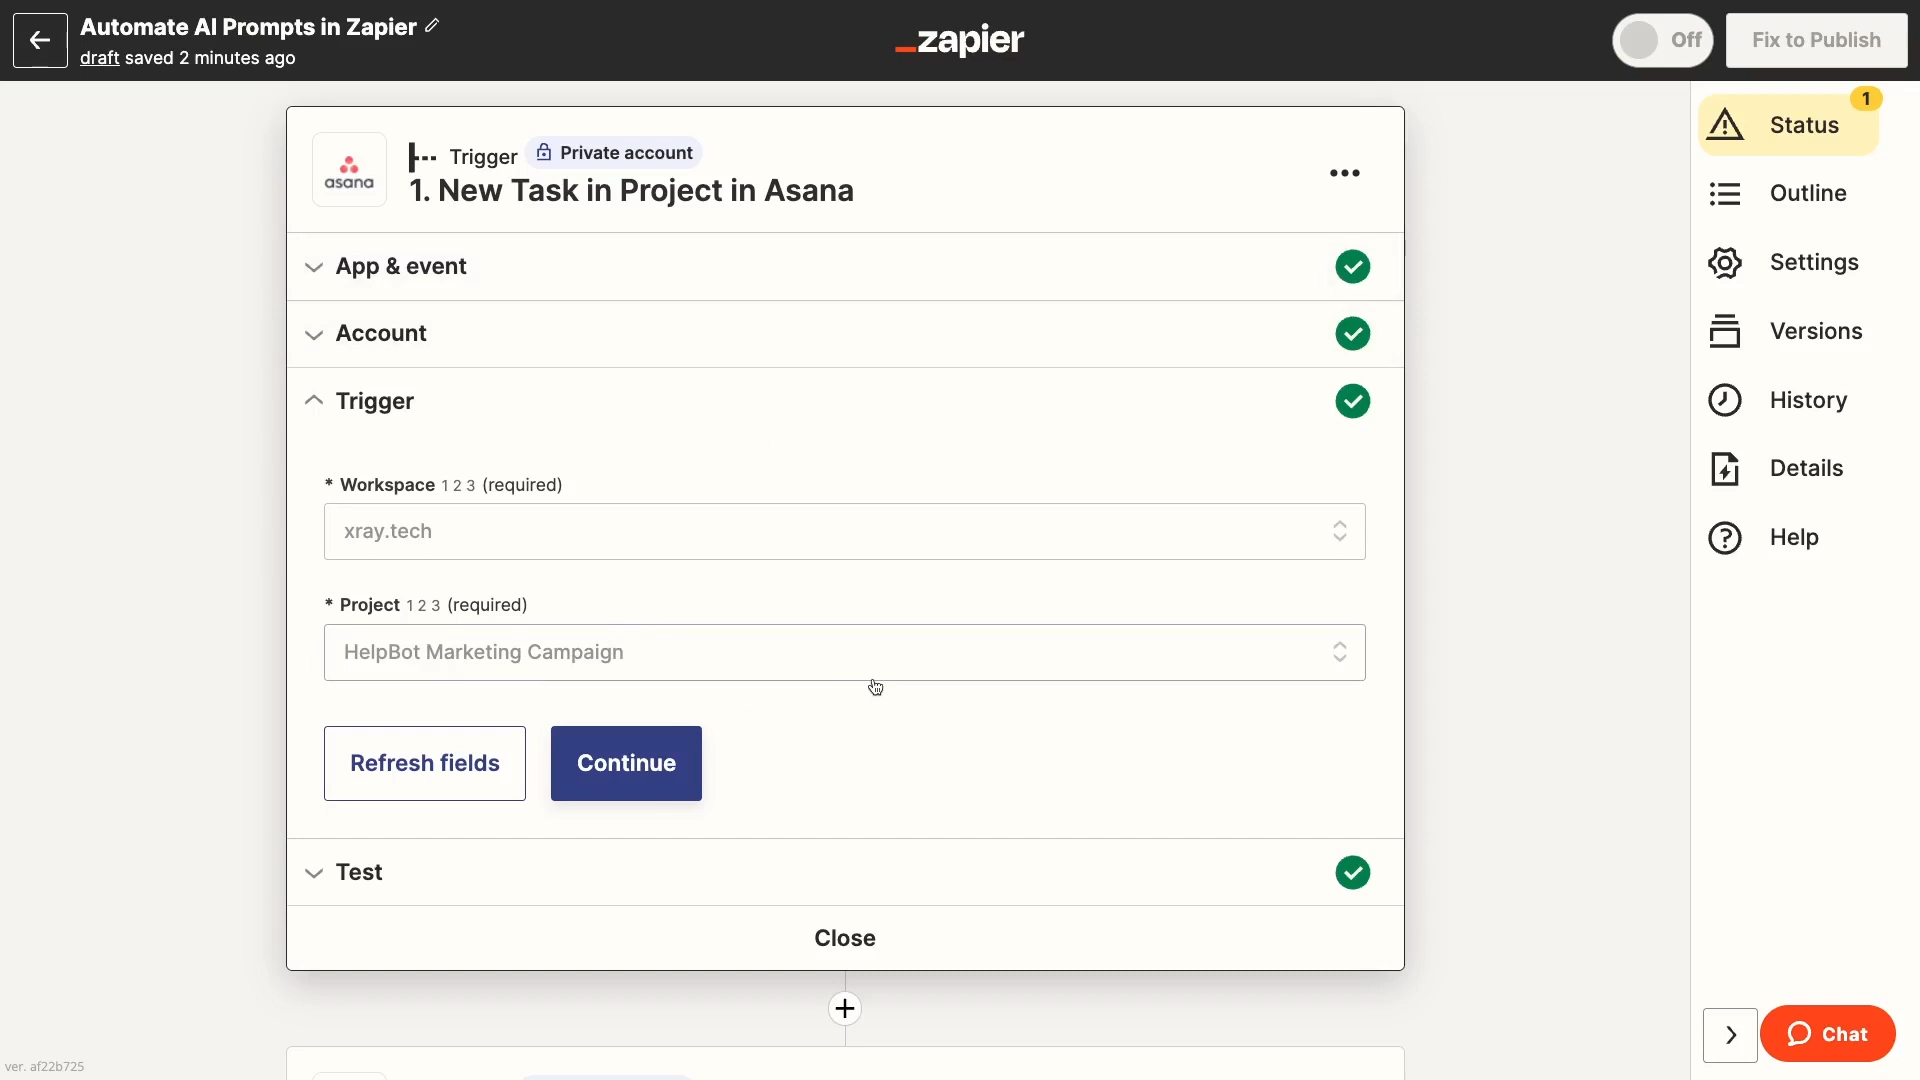 Automate AI Prompts in Zapier
draft saved 2 minutes ago
zapier
Off
Fix to Publish
asana
Trigger
Private account
1. New Task in Project in Asana
App & event
Account
Trigger
* Workspace 1 2 3 (required)
xray.tech
* Project 1 2 3 (required)
HelpBot Marketing Campaign
Refresh fields
Continue
Test
Close
1
Status
Outline
Settings
Versions
History
Details
Help
Chat
ver. af22b725